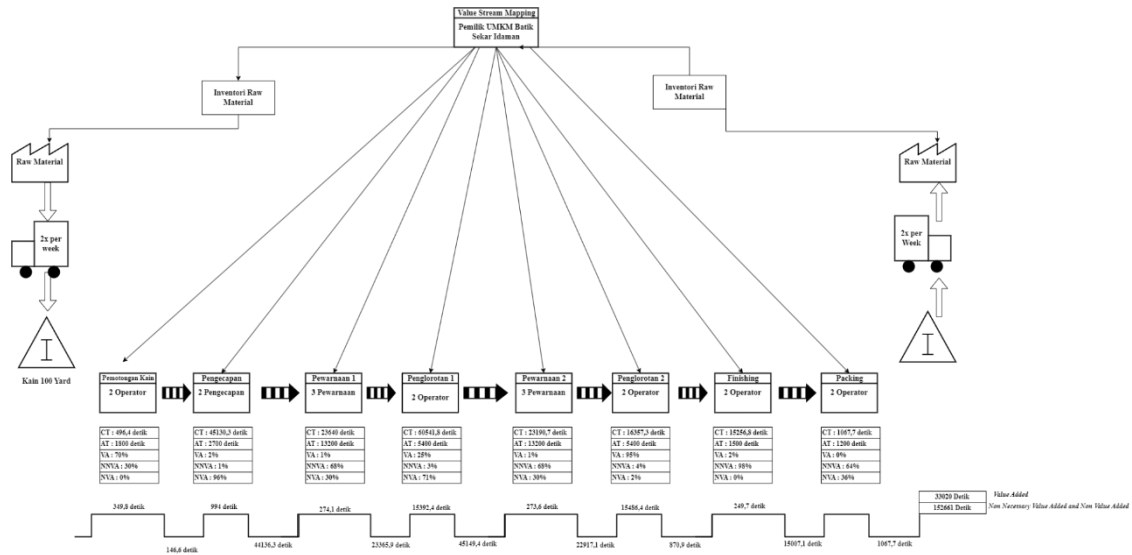 Value Stream Mapping
Pemilik UMKM Batik
Sekar Idaman
Inventori Raw
Material
Inventori Raw
Material
Raw Material
Raw Material
2x per
week
2x per
Week
I
I
Kain 100 Yard
Pemotongan Kain
2 Operator
Pengecapan
2 Pengecapan
Pewarnaan 1
3 Pewarnaan
Penglorotan 1
2 Operator
Pewarnaan 2
3 Pewarnaan
Penglorotan 2
2 Operator
Finishing
2 Operator
Packing
2 Operator
CT : 496,4 detik
AT : 1800 detik
VA : 70%
NNVA : 30%
NVA : 0%
CT : 45130,3 detik
AT : 2700 detik
VA : 2%
NNVA : 1%
NVA : 96%
CT : 23640 detik
AT : 13200 detik
VA : 1%
NNVA : 68%
NVA : 30%
CT : 60541,8 detik
AT : 5400 detik
VA : 25%
NNVA : 3%
NVA : 71%
CT : 23190,7 detik
AT : 13200 detik
VA : 1%
NNVA : 68%
NVA : 30%
CT : 16357,3 detik
AT : 5400 detik
VA : 95%
NNVA : 4%
NVA : 2%
CT : 15256,8 detik
AT : 1500 detik
VA : 2%
NNVA : 98%
NVA : 0%
CT : 1067,7 detik
AT : 1200 detik
VA : 0%
NNVA : 64%
NVA : 36%
349,8 detik
994 detik
274,1 detik
15392,4 detik
273,6 detik
15486,4 detik
249,7 detik
146,6 detik
44136,3 detik
23365,9 detik
45149,4 detik
22917,1 detik
870,9 detik
15007,1 detik
1067,7 detik
33020 Detik
Value Added
152661 Detik
Non Necessary Value Added and Non Value Added